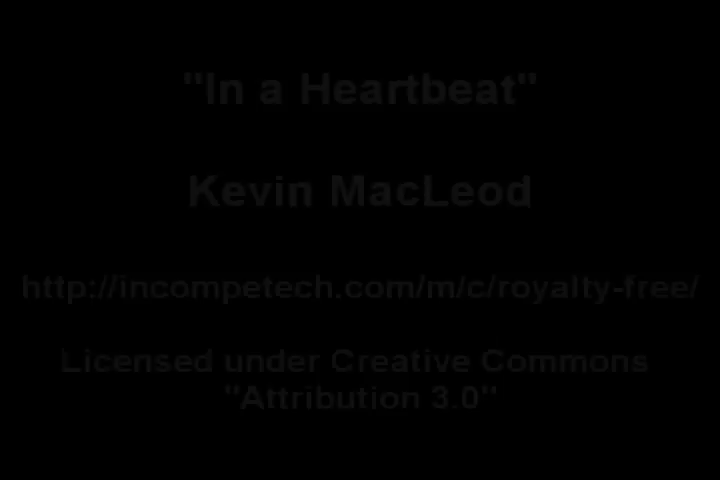 "In a Heartbeat"
Kevin MacLeod
http://incompetech.com/m/c/royalty-free/
Licensed under Creative Commons
"Attribution 3.0"